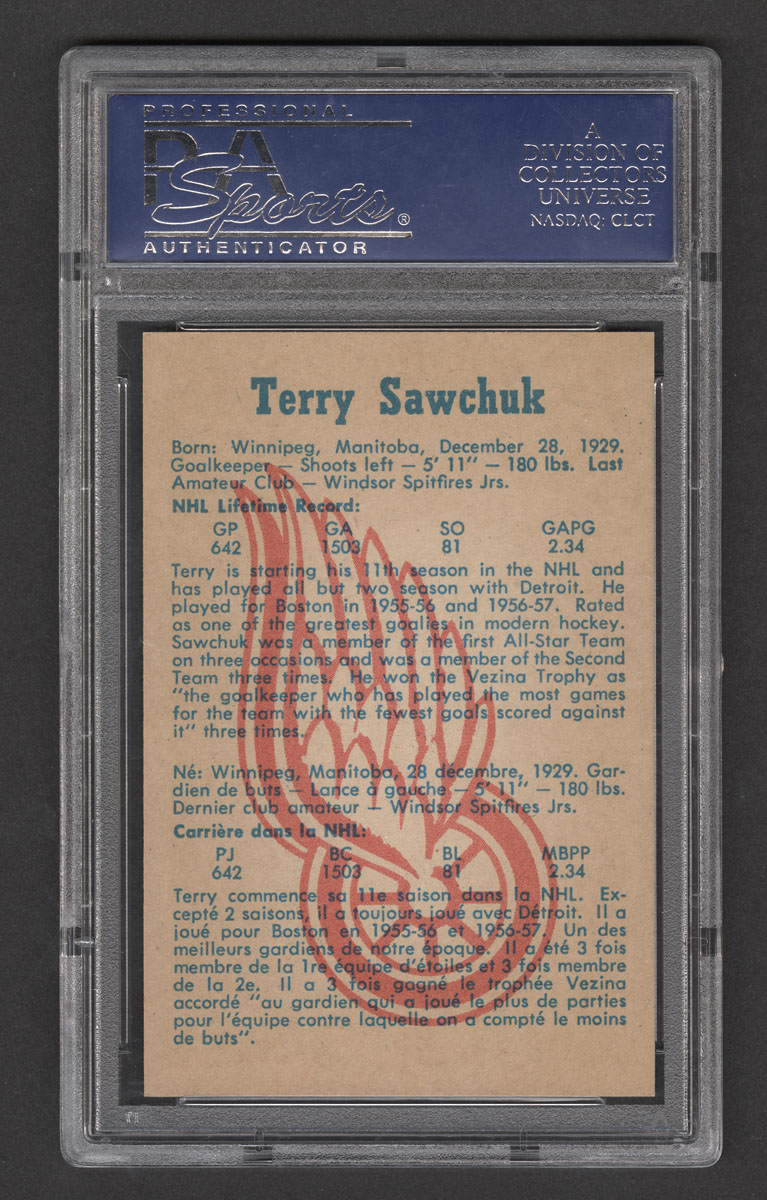 PROFESSIONAL
PSA
Sports®
AUTHENTICATOR
A
DIVISION OF
COLLECTORS
UNIVERSE
NASDAQ: CLCT
Terry Sawchuk
Born: Winnipeg, Manitoba, December 28, 1929.
Goalkeeper — Shoots left — 5' 11" — 180 lbs. Last
Amateur Club — Windsor Spitfires Jrs.
NHL Lifetime Record:
GP GA SO GAPG
642 1503 81 2.34
Terry is starting his 11th season in the NHL and
has played all but two season with Detroit. He
played for Boston in 1955-56 and 1956-57. Rated
as one of the greatest goalies in modern hockey.
Sawchuk was a member of the first All-Star Team
on three occasions and was a member of the Second
Team three times. He won the Vezina Trophy as
"the goalkeeper who has played the most games
for the team with the fewest goals scored against
it" three times.
Né: Winnipeg, Manitoba, 28 décembre, 1929. Gar-
dien de buts — Lance à gauche — 5' 11" — 180 lbs.
Dernier club amateur — Windsor Spitfires Jrs.
Carrière dans la NHL:
PJ BC BL MBPP
642 1503 81 2.34
Terry commence sa 11e saison dans la NHL. Ex-
cepté 2 saisons, il a toujours joué avec Détroit. Il a
joué pour Boston en 1955-56 et 1956-57. Un des
meilleurs gardiens de notre époque. Il a été 3 fois
membre de la 1re équipe d'étoiles et 3 fois membre
de la 2e. Il a 3 fois gagné le trophée Vezina
accordé "au gardien qui a joué le plus de parties
pour l'équipe contre laquelle on a compté le moins
de buts".